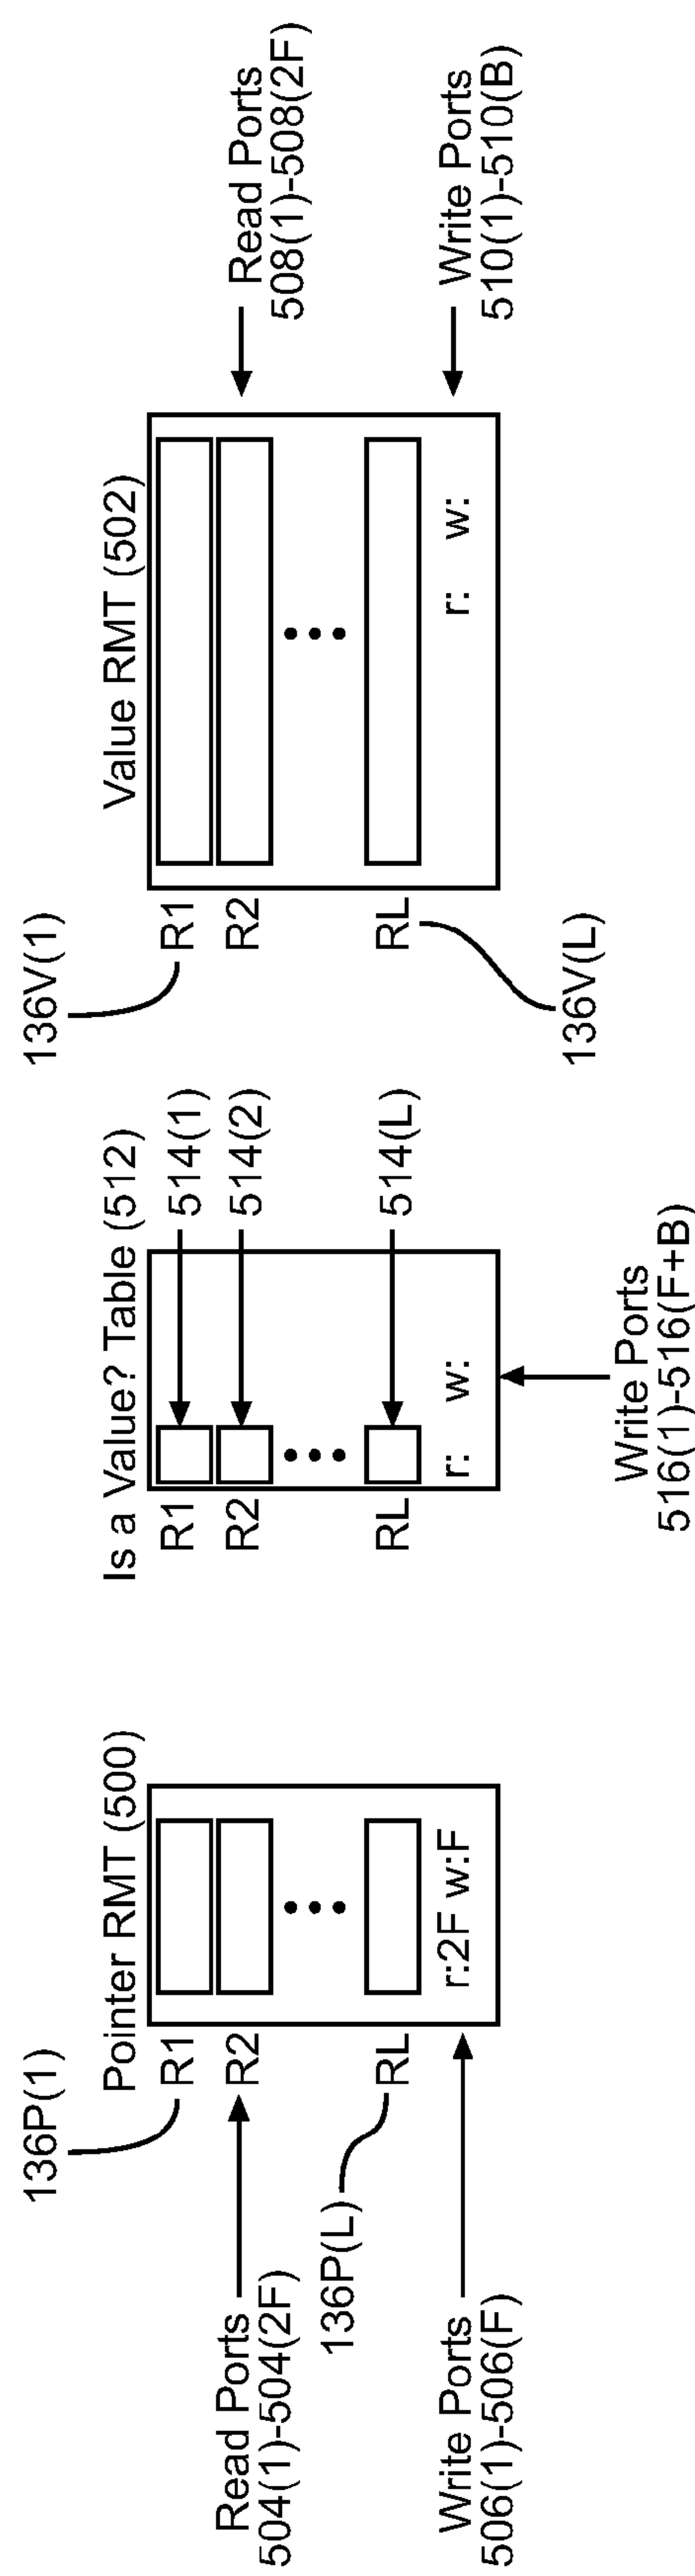 136P(1)
Pointer RMT (500)
R1
R2
RL
r:2F w:F
Read Ports
504(1)-504(2F)
136P(L)
Write Ports
506(1)-506(F)
Is a Value? Table (512)
R1
R2
RL
514(1)
514(2)
514(L)
r: w:
Write Ports
516(1)-516(F+B)
136V(1)
Value RMT (502)
R1
R2
RL
136V(L)
r: w:
Read Ports
508(1)-508(2F)
Write Ports
510(1)-510(B)